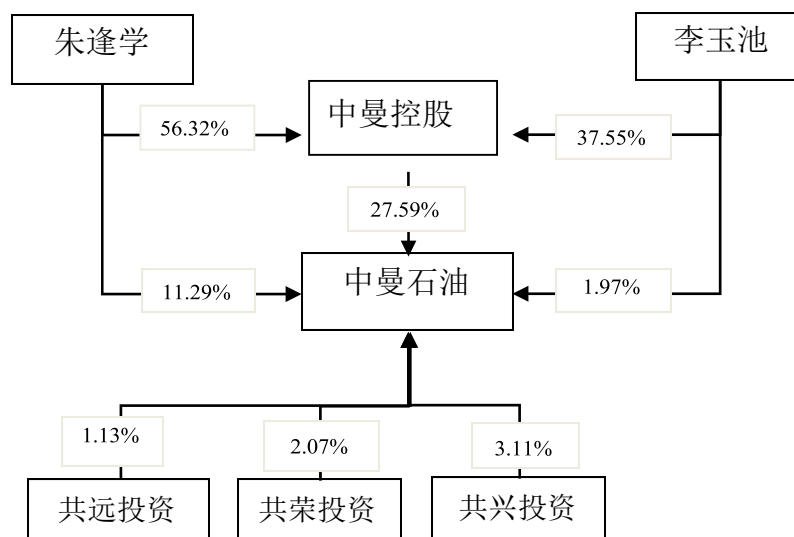 朱逢学
李玉池
中曼控股
56.32%
37.55%
27.59%
中曼石油
11.29%
1.97%
1.13%
2.07%
3.11%
共远投资
共荣投资
共兴投资